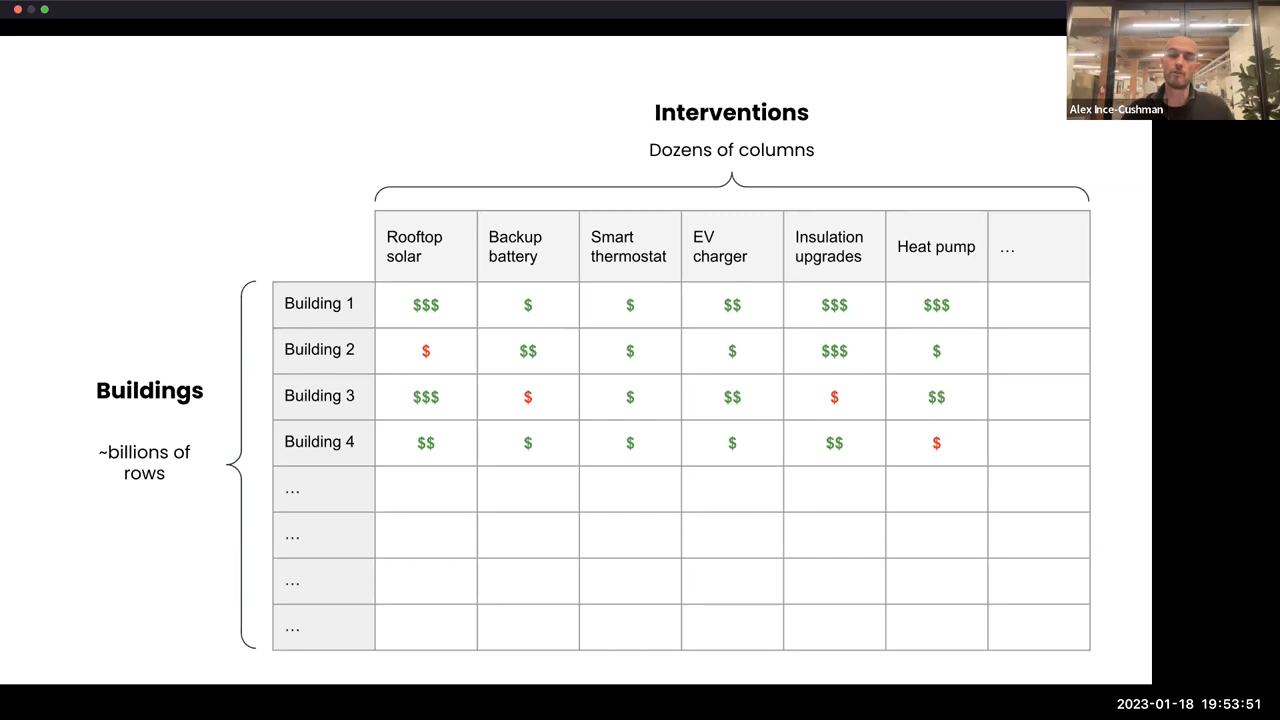 Alex Ince-Cushman
Interventions
Dozens of columns
Rooftop solar
Backup battery
Smart thermostat
EV charger
Insulation upgrades
Heat pump
...
Building 1 $$$ $ $ $$ $$$ $$$
Building 2 $ $$ $ $ $$$ $
Building 3 $$$ $ $ $$ $ $$
Building 4 $$ $ $ $ $$ $
...
...
...
...
Buildings
~billions of
rows
2023-01-18 19:53:51